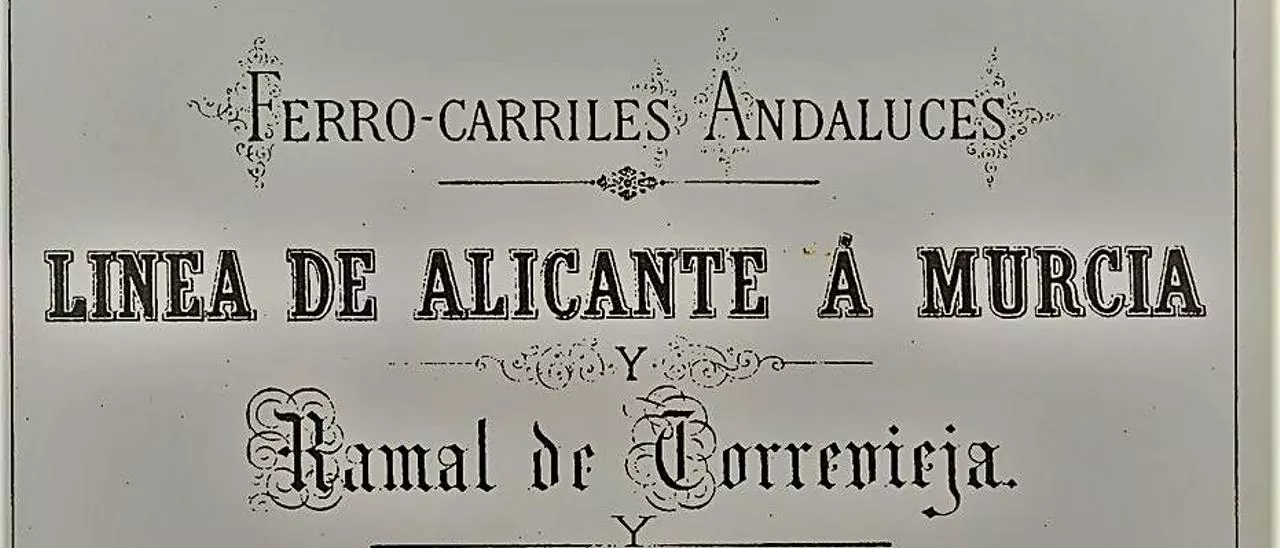 FERRO-CARRILES ANDALUCES
LINEA DE ALICANTE Á MURCIA
Y
Ramal de Torrevieja.
Y